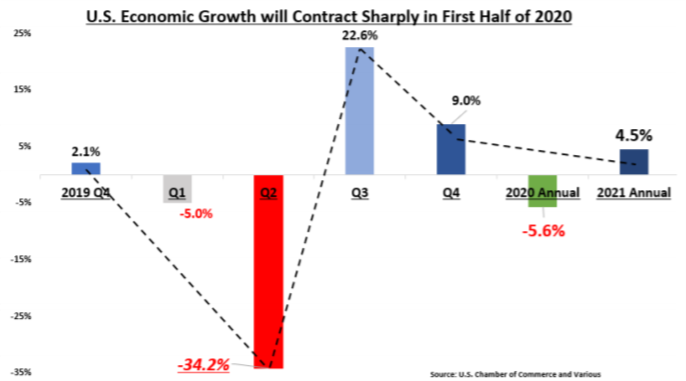 U.S. Economic Growth will Contract Sharply in First Half of 2020
25%
15%
5%
-5%
-15%
-25%
-35%
2.1%
-5.0%
-34.2%
22.6%
9.0%
-5.6%
4.5%
2019 Q4
Q1
Q2
Q3
Q4
2020 Annual
2021 Annual
Source: U.S. Chamber of Commerce and Various